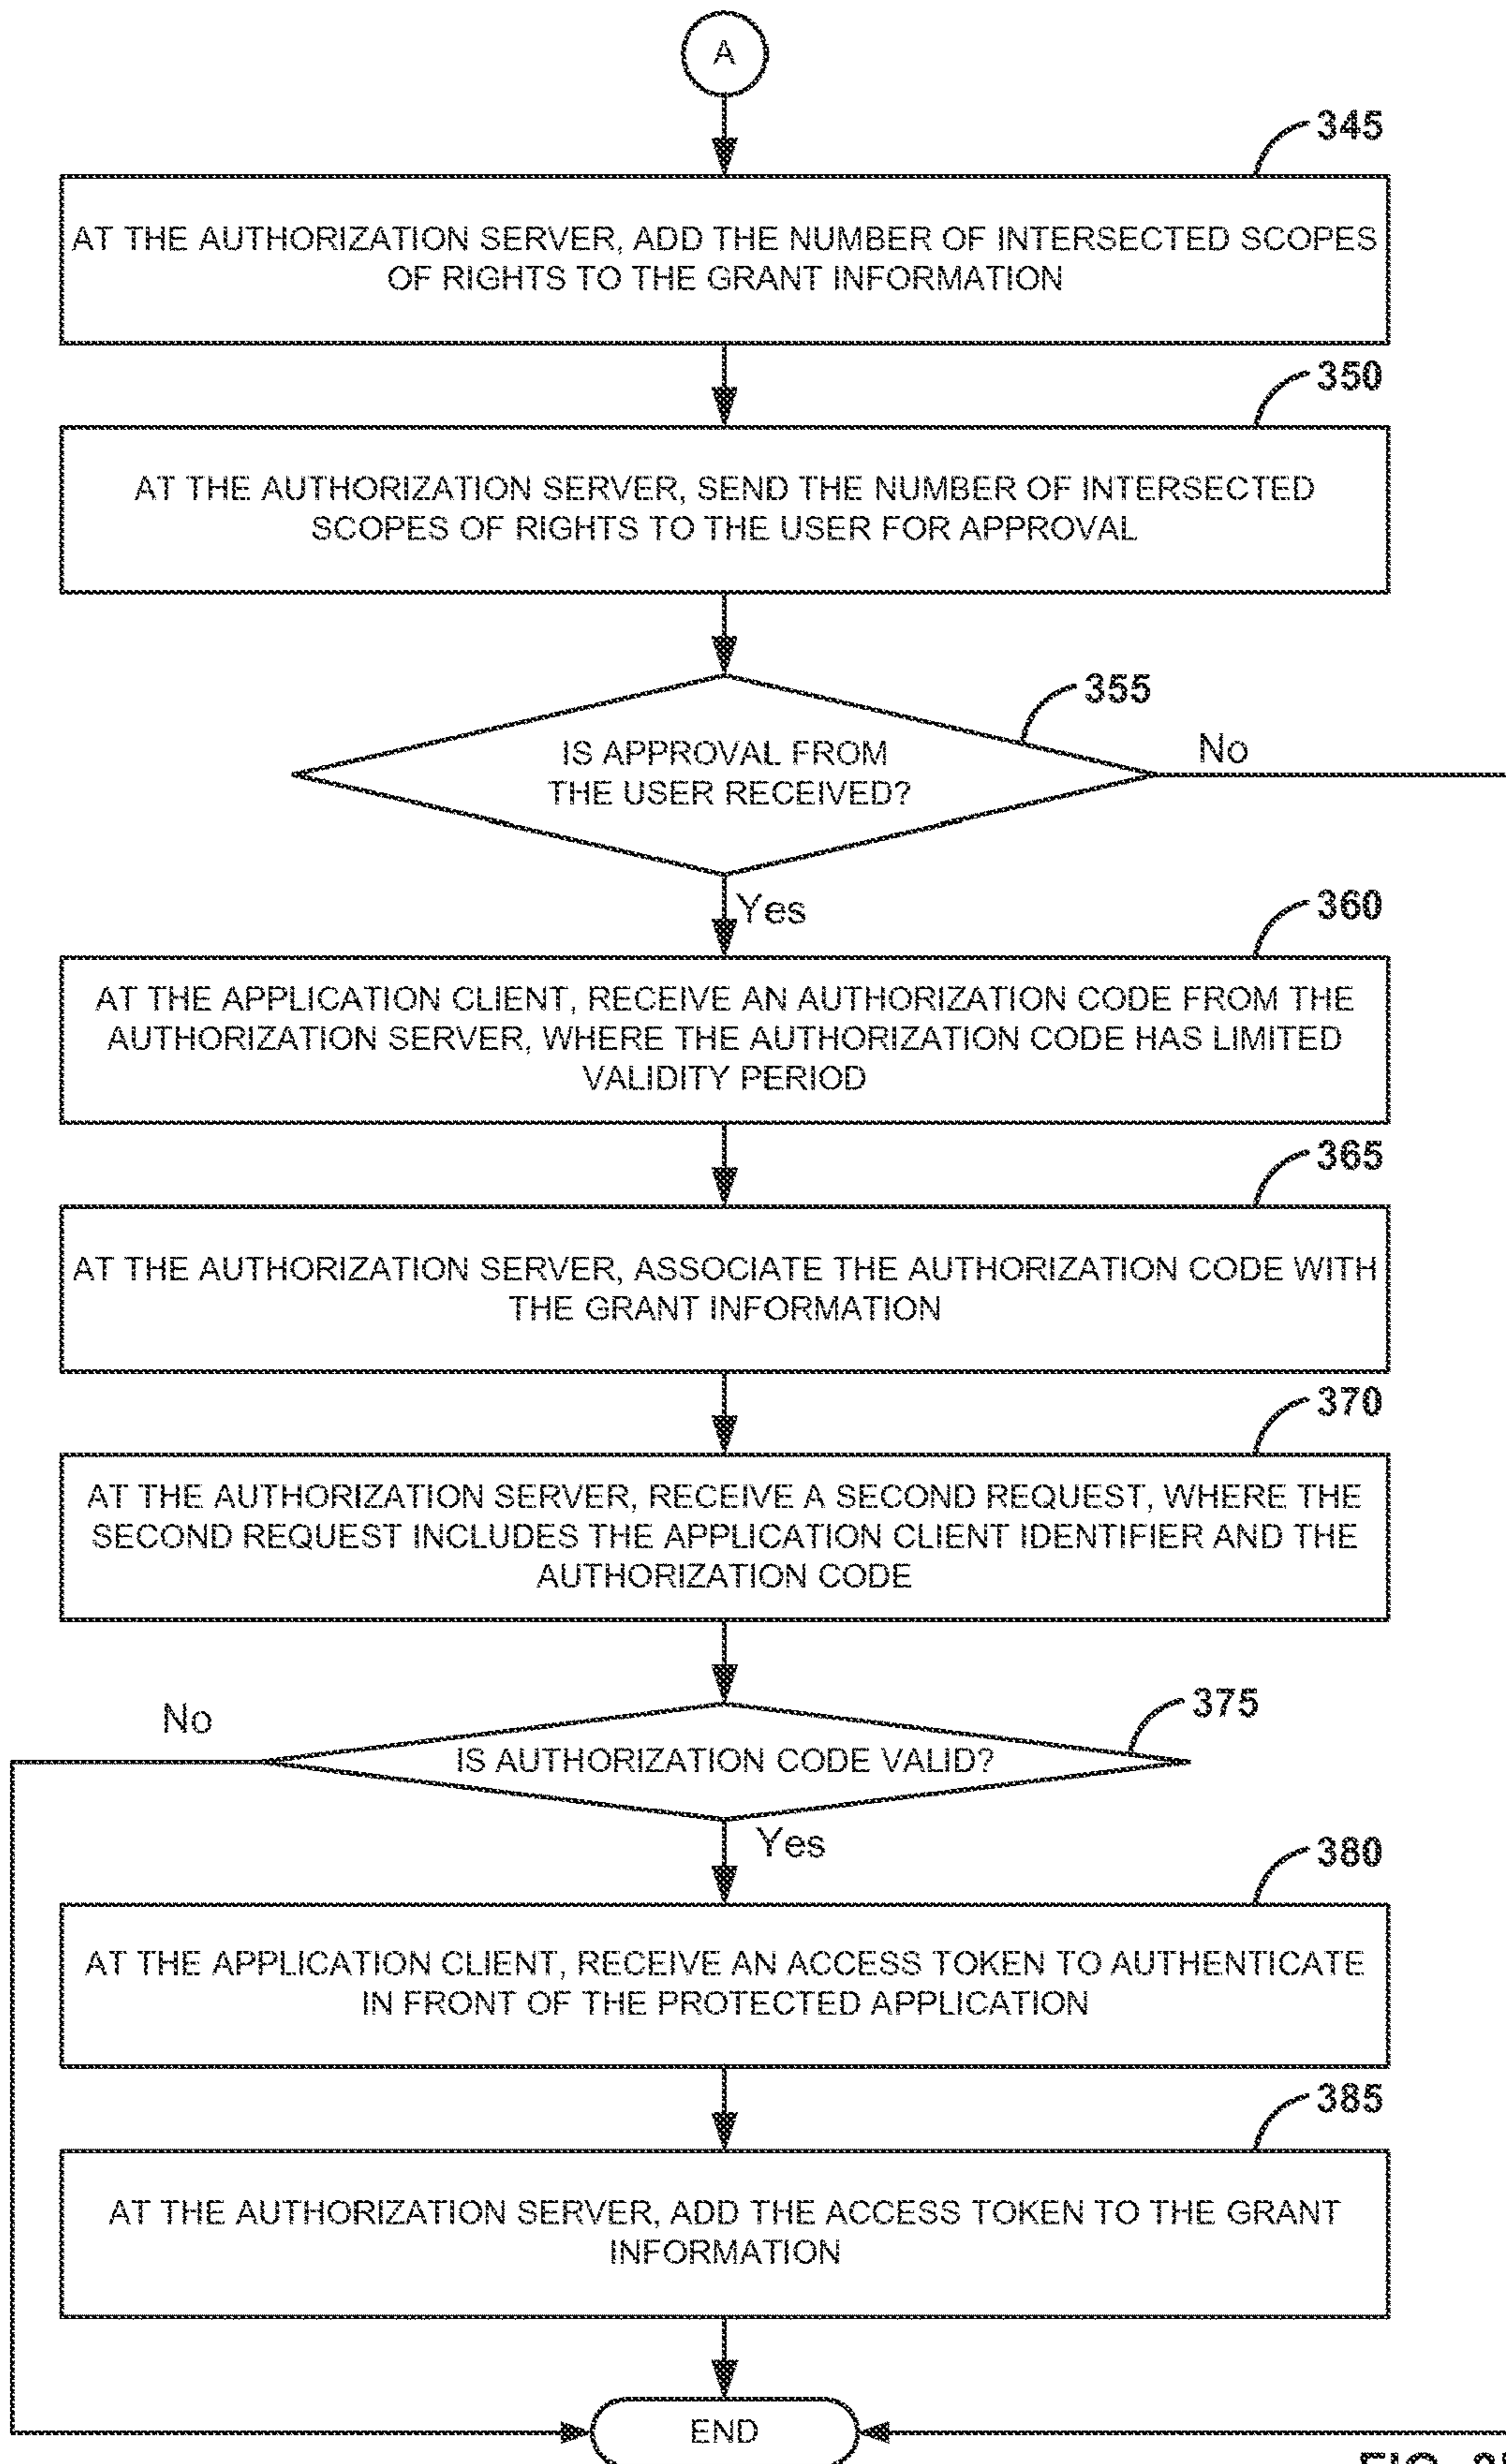 A
345
AT THE AUTHORIZATION SERVER, ADD THE NUMBER OF INTERSECTED SCOPES
OF RIGHTS TO THE GRANT INFORMATION
350
AT THE AUTHORIZATION SERVER, SEND THE NUMBER OF INTERSECTED
SCOPES OF RIGHTS TO THE USER FOR APPROVAL
355
IS APPROVAL FROM
THE USER RECEIVED?
No
Yes
360
AT THE APPLICATION CLIENT, RECEIVE AN AUTHORIZATION CODE FROM THE
AUTHORIZATION SERVER, WHERE THE AUTHORIZATION CODE HAS LIMITED
VALIDITY PERIOD
365
AT THE AUTHORIZATION SERVER, ASSOCIATE THE AUTHORIZATION CODE WITH
THE GRANT INFORMATION
370
AT THE AUTHORIZATION SERVER, RECEIVE A SECOND REQUEST, WHERE THE
SECOND REQUEST INCLUDES THE APPLICATION CLIENT IDENTIFIER AND THE
AUTHORIZATION CODE
375
No
IS AUTHORIZATION CODE VALID?
Yes
380
AT THE APPLICATION CLIENT, RECEIVE AN ACCESS TOKEN TO AUTHENTICATE
IN FRONT OF THE PROTECTED APPLICATION
385
AT THE AUTHORIZATION SERVER, ADD THE ACCESS TOKEN TO THE GRANT
INFORMATION
END
FIG.